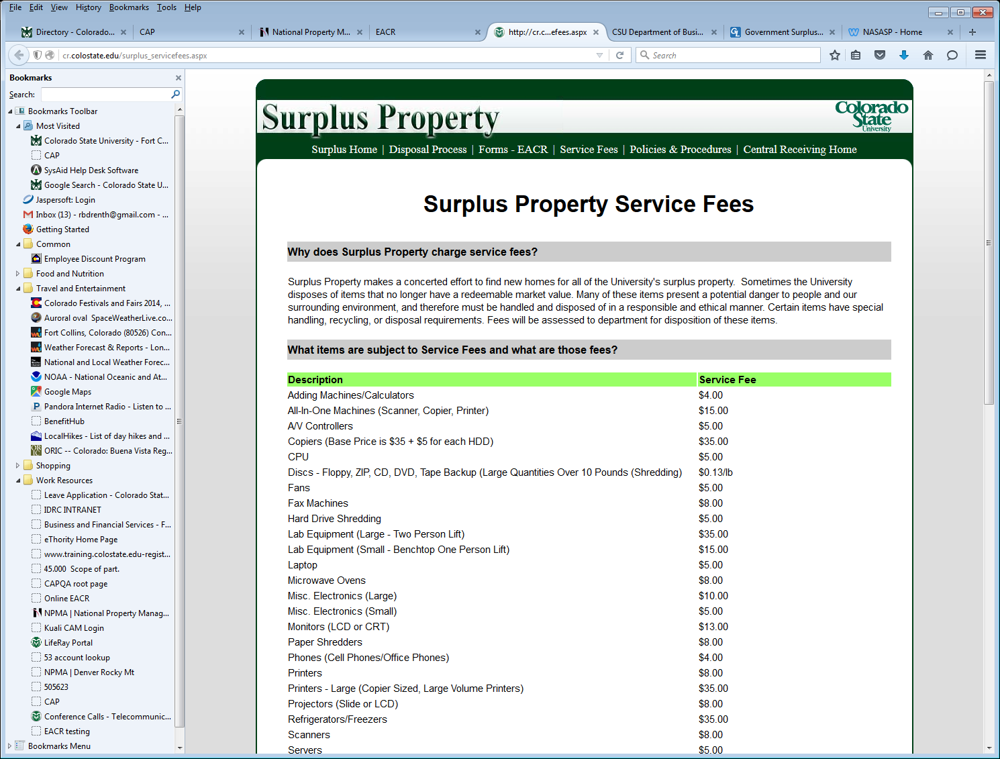 File Edit View History Bookmarks Tools Help
Directory - Colorado... CAP National Property M... EACR http://cr.c...efees.aspx CSU Department of Busi... Government Surplus... NASASP - Home
cr.colostate.edu/surplus_servicefees.aspx Search
Bookmarks
Search:
Bookmarks Toolbar
Most Visited
Colorado State University - Fort C...
CAP
SysAid Help Desk Software
Google Search - Colorado State U...
Jaspersoft: Login
Inbox (13) - rbdrenth@gmail.com - ...
Getting Started
Common
Employee Discount Program
Food and Nutrition
Travel and Entertainment
Colorado Festivals and Fairs 2014, ...
Auroral oval SpaceWeatherLive.co...
Fort Collins, Colorado (80526) Con...
Weather Forecast & Reports - Lon...
National and Local Weather Forec...
NOAA - National Oceanic and At...
Google Maps
Pandora Internet Radio - Listen to ...
BenefitHub
LocalHikes - List of day hikes and ...
ORIC -- Colorado: Buena Vista Reg...
Shopping
Work Resources
Leave Application - Colorado Stat...
IDRC INTRANET
Business and Financial Services - F...
eThority Home Page
www.training.colostate.edu-regist...
45.000 Scope of part.
CAPQA root page
Online EACR
NPMA | National Property Manag...
Kuali CAM Login
LifeRay Portal
53 account lookup
NPMA | Denver Rocky Mt
505623
CAP
Conference Calls - Telecommunic...
EACR testing
Bookmarks Menu
Surplus Property
Colorado
State
University
Surplus Home | Disposal Process | Forms - EACR | Service Fees | Policies & Procedures | Central Receiving Home
Surplus Property Service Fees
Why does Surplus Property charge service fees?
Surplus Property makes a concerted effort to find new homes for all of the University's surplus property. Sometimes the University
disposes of items that no longer have a redeemable market value. Many of these items present a potential danger to people and our
surrounding environment, and therefore must be handled and disposed of in a responsible and ethical manner. Certain items have special
handling, recycling, or disposal requirements. Fees will be assessed to department for disposition of these items.
What items are subject to Service Fees and what are those fees?
Description Service Fee
Adding Machines/Calculators $4.00
All-In-One Machines (Scanner, Copier, Printer) $15.00
A/V Controllers $5.00
Copiers (Base Price is $35 + $5 for each HDD) $35.00
CPU $5.00
Discs - Floppy, ZIP, CD, DVD, Tape Backup (Large Quantities Over 10 Pounds (Shredding) $0.13/lb
Fans $5.00
Fax Machines $8.00
Hard Drive Shredding $5.00
Lab Equipment (Large - Two Person Lift) $35.00
Lab Equipment (Small - Benchtop One Person Lift) $15.00
Laptop $5.00
Microwave Ovens $8.00
Misc. Electronics (Large) $10.00
Misc. Electronics (Small) $5.00
Monitors (LCD or CRT) $13.00
Paper Shredders $8.00
Phones (Cell Phones/Office Phones) $4.00
Printers $8.00
Printers - Large (Copier Sized, Large Volume Printers) $35.00
Projectors (Slide or LCD) $8.00
Refrigerators/Freezers $35.00
Scanners $8.00
Servers $5.00